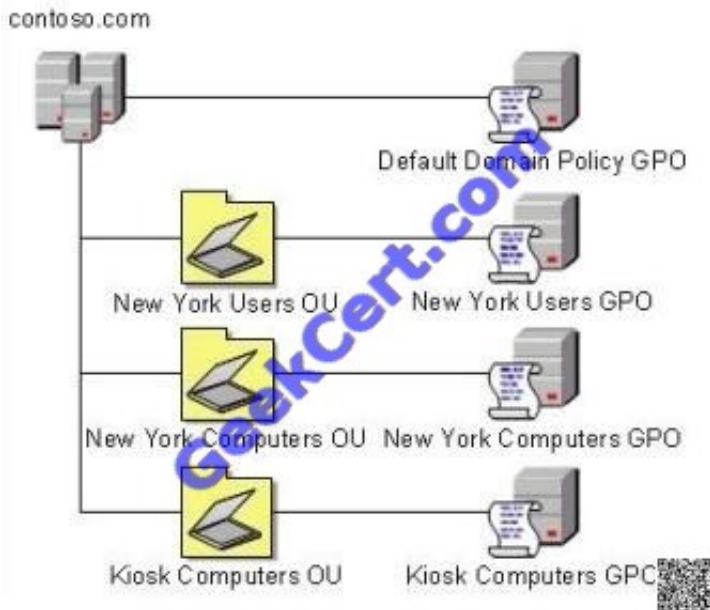 contoso.com
Default Domain Policy GPO
New York Users OU
New York Users GPO
New York Computers OU
New York Computers GPO
Kiosk Computers OU
Kiosk Computers GPO
GeekCert.com